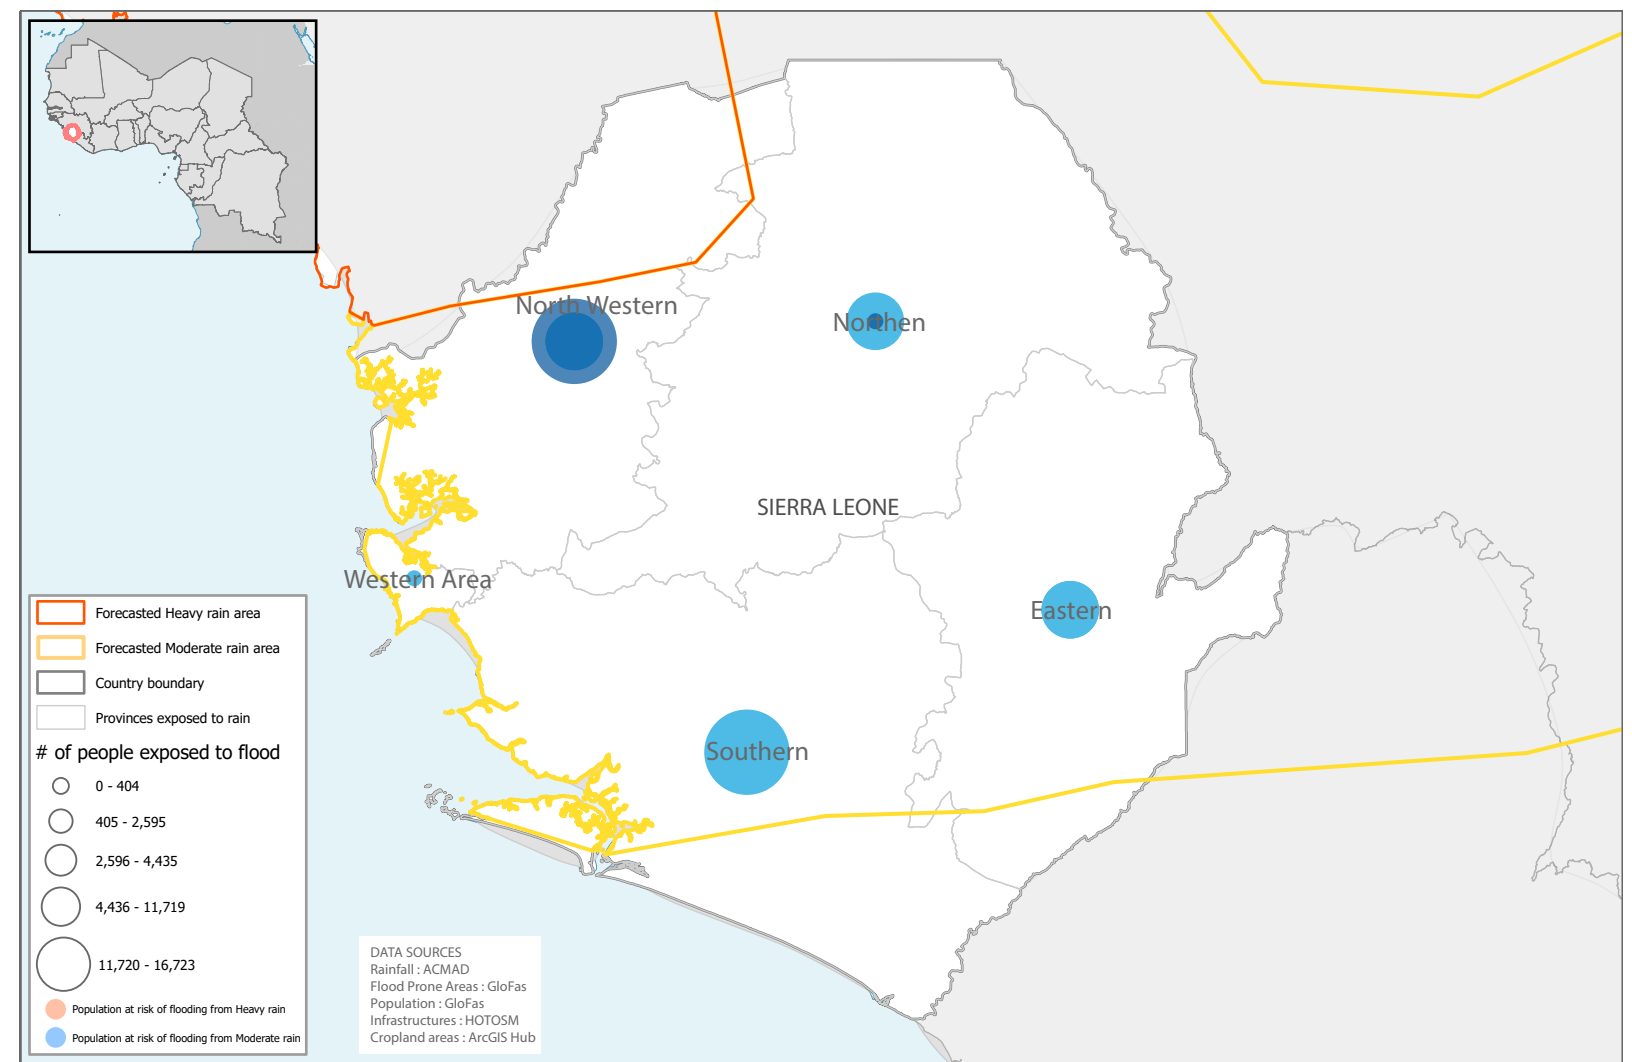 North Western
Northen
SIERRA LEONE
Western Area
Eastern
Southern
Forecasted Heavy rain area
Forecasted Moderate rain area
Country boundary
Provinces exposed to rain
# of people exposed to flood
0 - 404
405 - 2,595
2,596 - 4,435
4,436 - 11,719
11,720 - 16,723
Population at risk of flooding from Heavy rain
Population at risk of flooding from Moderate rain
DATA SOURCES
Rainfall : ACMAD
Flood Prone Areas : GloFas
Population : GloFas
Infrastructures : HOTOSM
Cropland areas : ArcGIS Hub